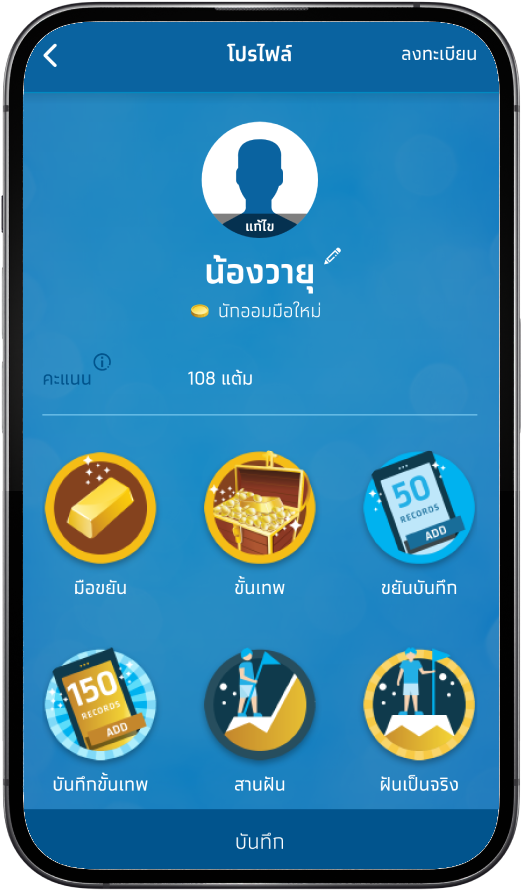 โปรไฟล์ ลงทะเบียน
แก้ไข
น้องวายุ
นักออมมือใหม่
คะแนน 108 แต้ม
มือขยัน ขั้นเทพ ขยันบันทึก
50
RECORDS
ADD
150
RECORDS
ADD
บันทึกขั้นเทพ สานฝัน ฝันเป็นจริง
บันทึก